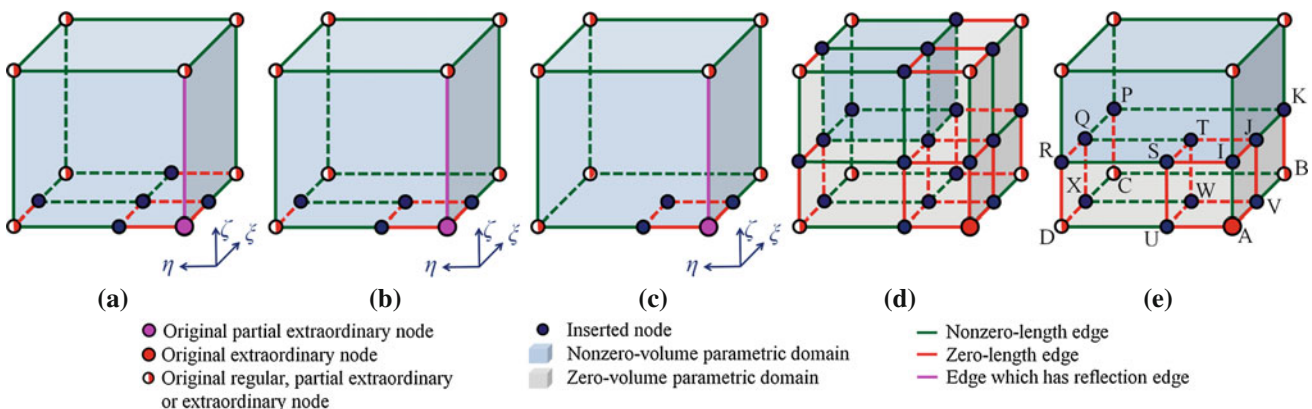 K
P
Q
T
J
R
S
I
X
C
B
W
V
D
U
A
ζ
ξ
η
ζ
ξ
η
ζ
ξ
η
(a)
(b)
(c)
(d)
(e)
Original partial extraordinary node
Original extraordinary node
Original regular, partial extraordinary
or extraordinary node
Inserted node
Nonzero-volume parametric domain
Zero-volume parametric domain
Nonzero-length edge
Zero-length edge
Edge which has reflection edge